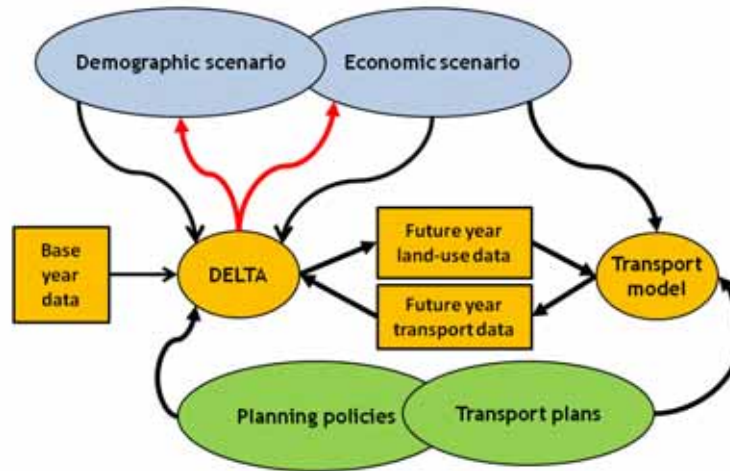 Demographic scenario
Economic scenario
Base
year
data
DELTA
Future year
land-use data
Future year
transport data
Transport
model
Planning policies
Transport plans